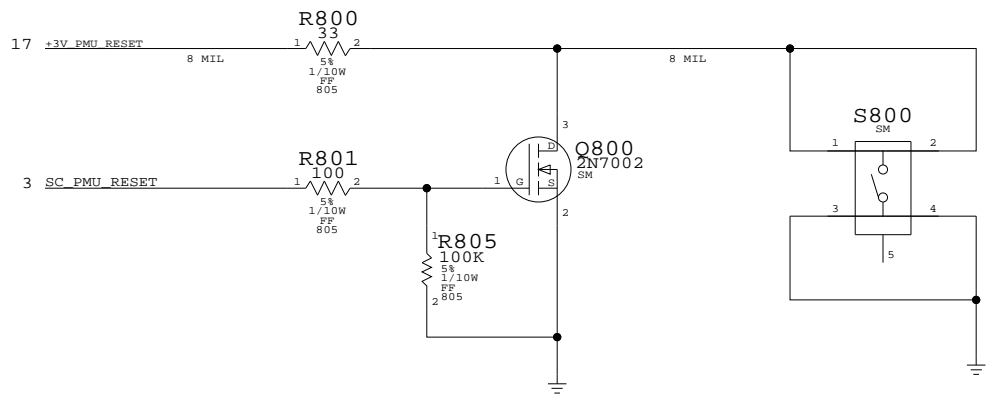 R800
33
17 +3V_PMU_RESET 1 2
8 MIL 8 MIL
5%
1/10W
FF
805
S800
SM
3
1 2
D
Q800
2N7002
SM
R801
100
3 SC_PMU_RESET 1 2 1 G S
5%
1/10W
FF
805
2
3 4
1
R805
100K
5%
1/10W
FF
2 805
5